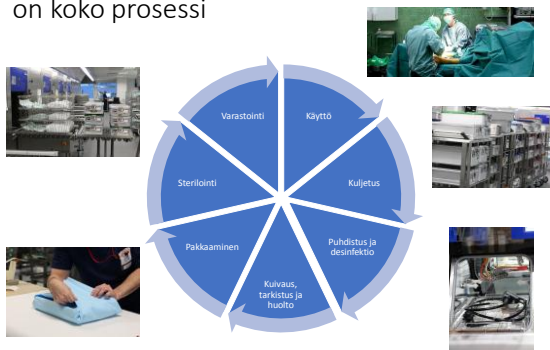 on koko prosessi
Varastointi
Käyttö
Sterilointi
Kuljetus
Pakkaaminen
Puhdistus ja
desinfektio
Kuivaus,
tarkistus ja
huolto